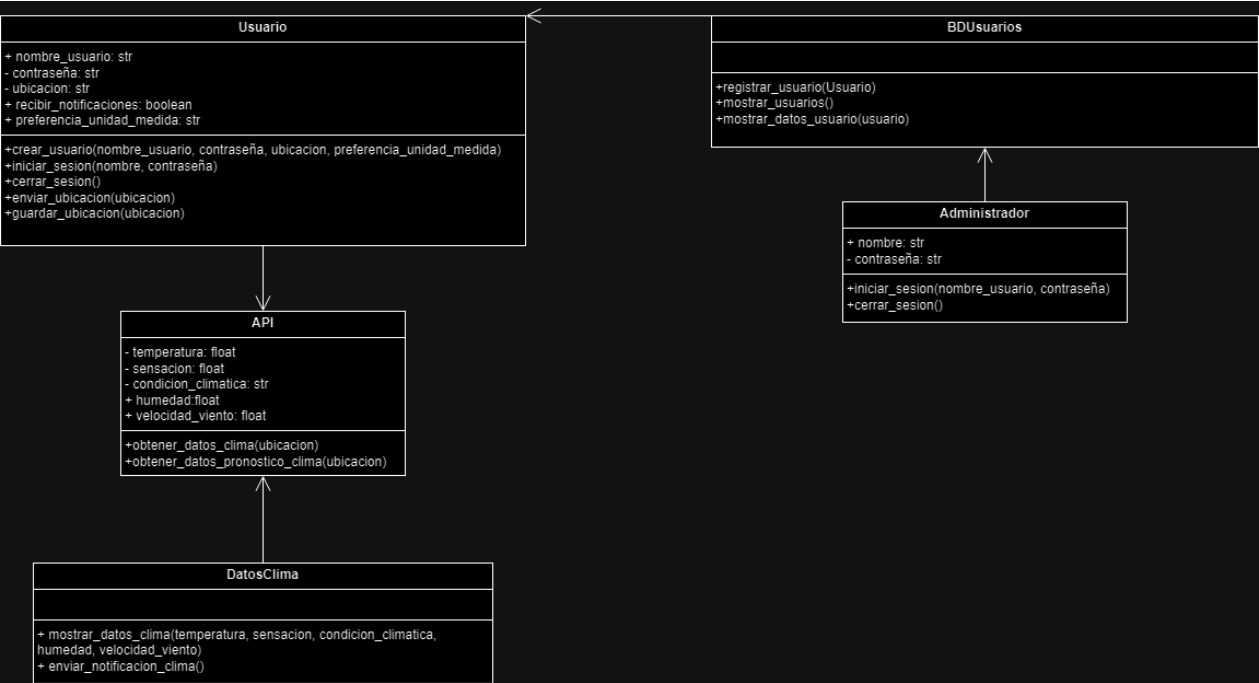 Usuario
+ nombre_usuario: str
- contraseña: str
- ubicacion: str
+ recibir_notificaciones: boolean
+ preferencia_unidad_medida: str
+crear_usuario(nombre_usuario, contraseña, ubicacion, preferencia_unidad_medida)
+iniciar_sesion(nombre, contraseña)
+cerrar_sesion()
+enviar_ubicacion(ubicacion)
+guardar_ubicacion(ubicacion)
BDUsuarios
+registrar_usuario(Usuario)
+mostrar_usuarios()
+mostrar_datos_usuario(usuario)
Administrador
+ nombre: str
- contraseña: str
+iniciar_sesion(nombre_usuario, contraseña)
+cerrar_sesion()
API
- temperatura: float
- sensacion: float
- condicion_climatica: str
+ humedad:float
+ velocidad_viento: float
+obtener_datos_clima(ubicacion)
+obtener_datos_pronostico_clima(ubicacion)
DatosClima
+ mostrar_datos_clima(temperatura, sensacion, condicion_climatica,
humedad, velocidad_viento)
+ enviar_notificacion_clima()